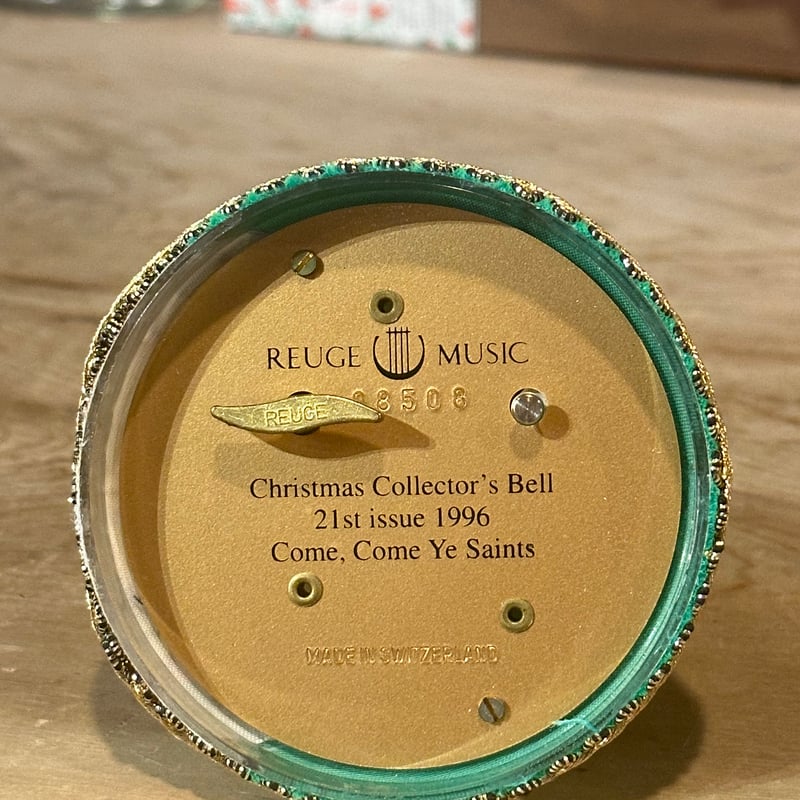 REUGE MUSIC
8508
REUGE
Christmas Collector's Bell
21st issue 1996
Come, Come Ye Saints
MADE IN SWITZERLAND